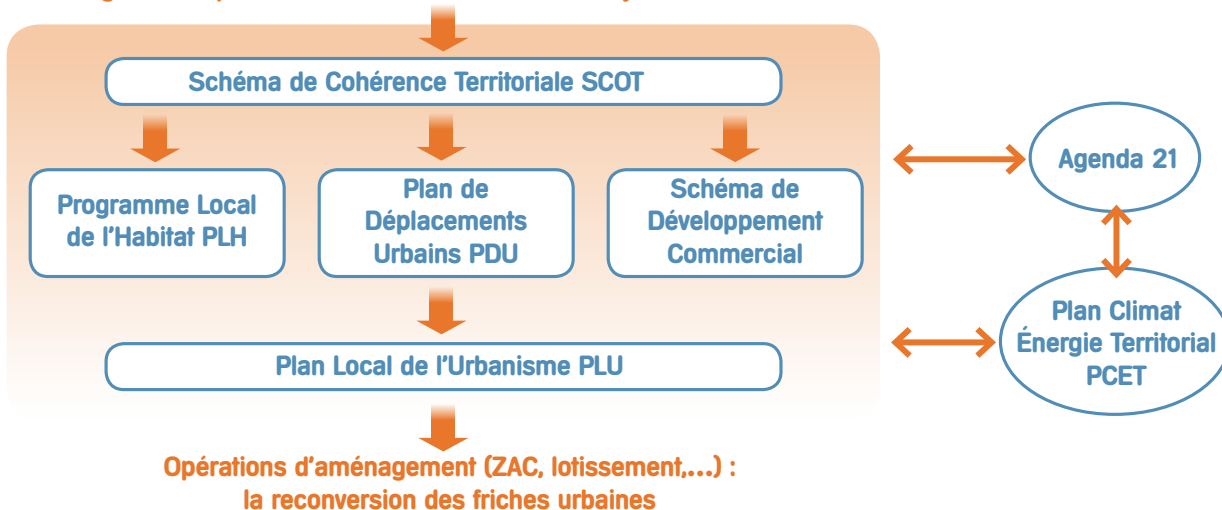 Schéma de Cohérence Territoriale SCOT
Programme Local
de l'Habitat PLH
Plan de
Déplacements
Urbains PDU
Schéma de
Développement
Commercial
Plan Local de l'Urbanisme PLU
Opérations d'aménagement (ZAC, lotissement,...) :
la reconversion des friches urbaines
Agenda 21
Plan Climat
Énergie Territorial
PCET